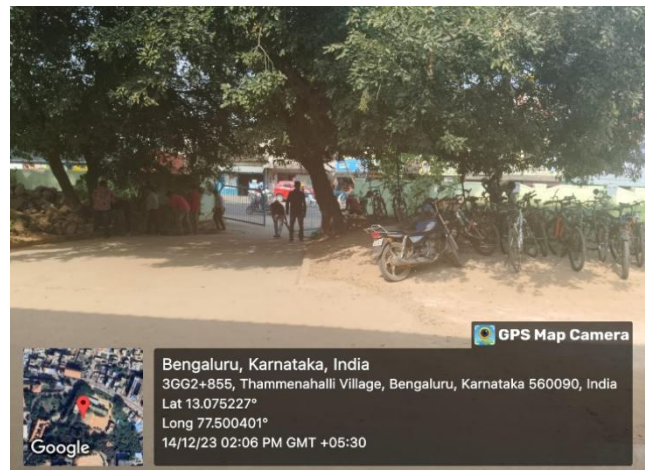 GPS Map Camera
Bengaluru, Karnataka, India
3GG2+855, Thammenahalli Village, Bengaluru, Karnataka 560090, India
Lat 13.075227°
Long 77.500401°
14/12/23 02:06 PM GMT +05:30
Google